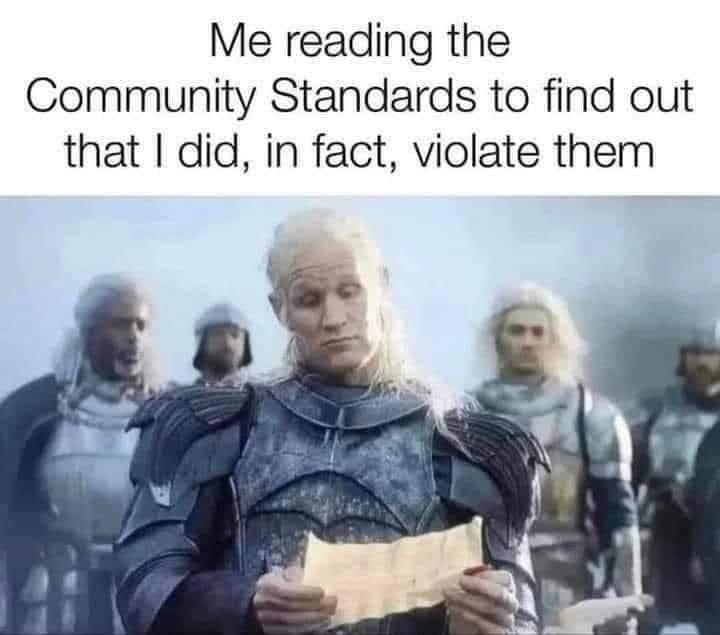 Me reading the
Community Standards to find out
that I did, in fact, violate them